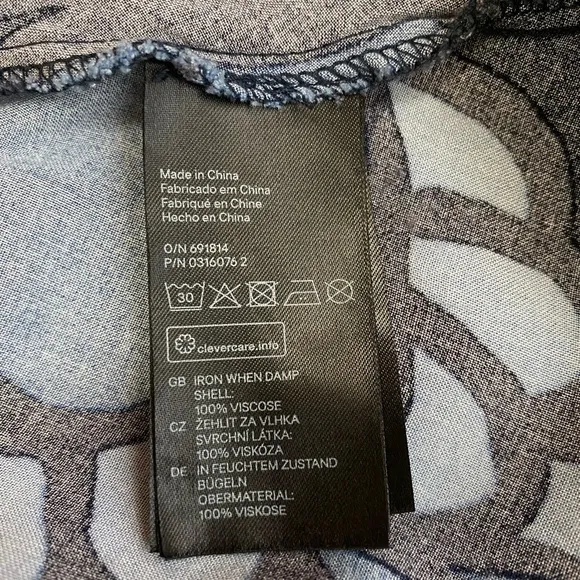 Made in China
Fabricado em China
Fabriqué en Chine
Hecho en China
O/N 691814
P/N 0316076 2
30
clevercare.info
GB IRON WHEN DAMP
SHELL:
100% VISCOSE
CZ ŽEHLIT ZA VLHKA
SVRCHNÍ LÁTKA:
100% VISKÓZA
DE IN FEUCHTEM ZUSTAND
BÜGELN
OBERMATERIAL:
100% VISKOSE